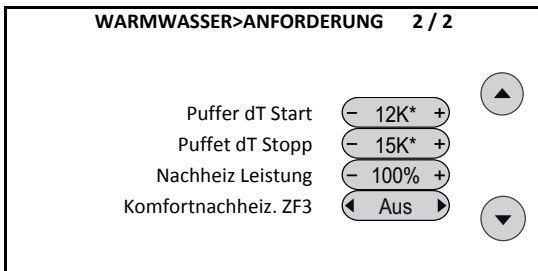 WARMWASSER>ANFORDERUNG 2 / 2
Puffer dT Start - 12K* +
Puffet dT Stopp - 15K* +
Nachheiz Leistung - 100% +
Komfortnachheiz. ZF3 Aus